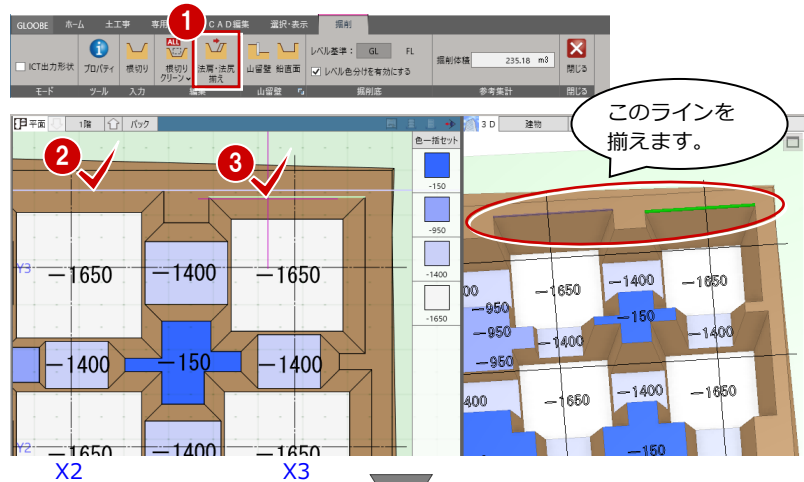 GLOOBE ホーム 土工事 専用 CAD編集 選択・表示 掘削
1
ICT出力形状
プロパティ
根切り
ALL
根切り
クリーン
法肩・法尻
揃え
山留壁
鉛直面
レベル基準： GL FL
レベル色分けを有効にする
掘削体積 235.18 m3
閉じる
モード ツール 入力 編集 山留壁 掘削底 参考集計 閉じる
平面 1階 パック
3D 建物
このラインを
揃えます。
2
3
色一括セット
-150
-950
-1400
-1650
Y3
-1650
-1400
-1650
-1400
-150
-1400
Y2
-1650
-1400
-1650
X2
X3
-1650
-1400
-1650
00
-950
-950
-950
-1400
-150
-1400
400
-1650
-1400
-1650
-150